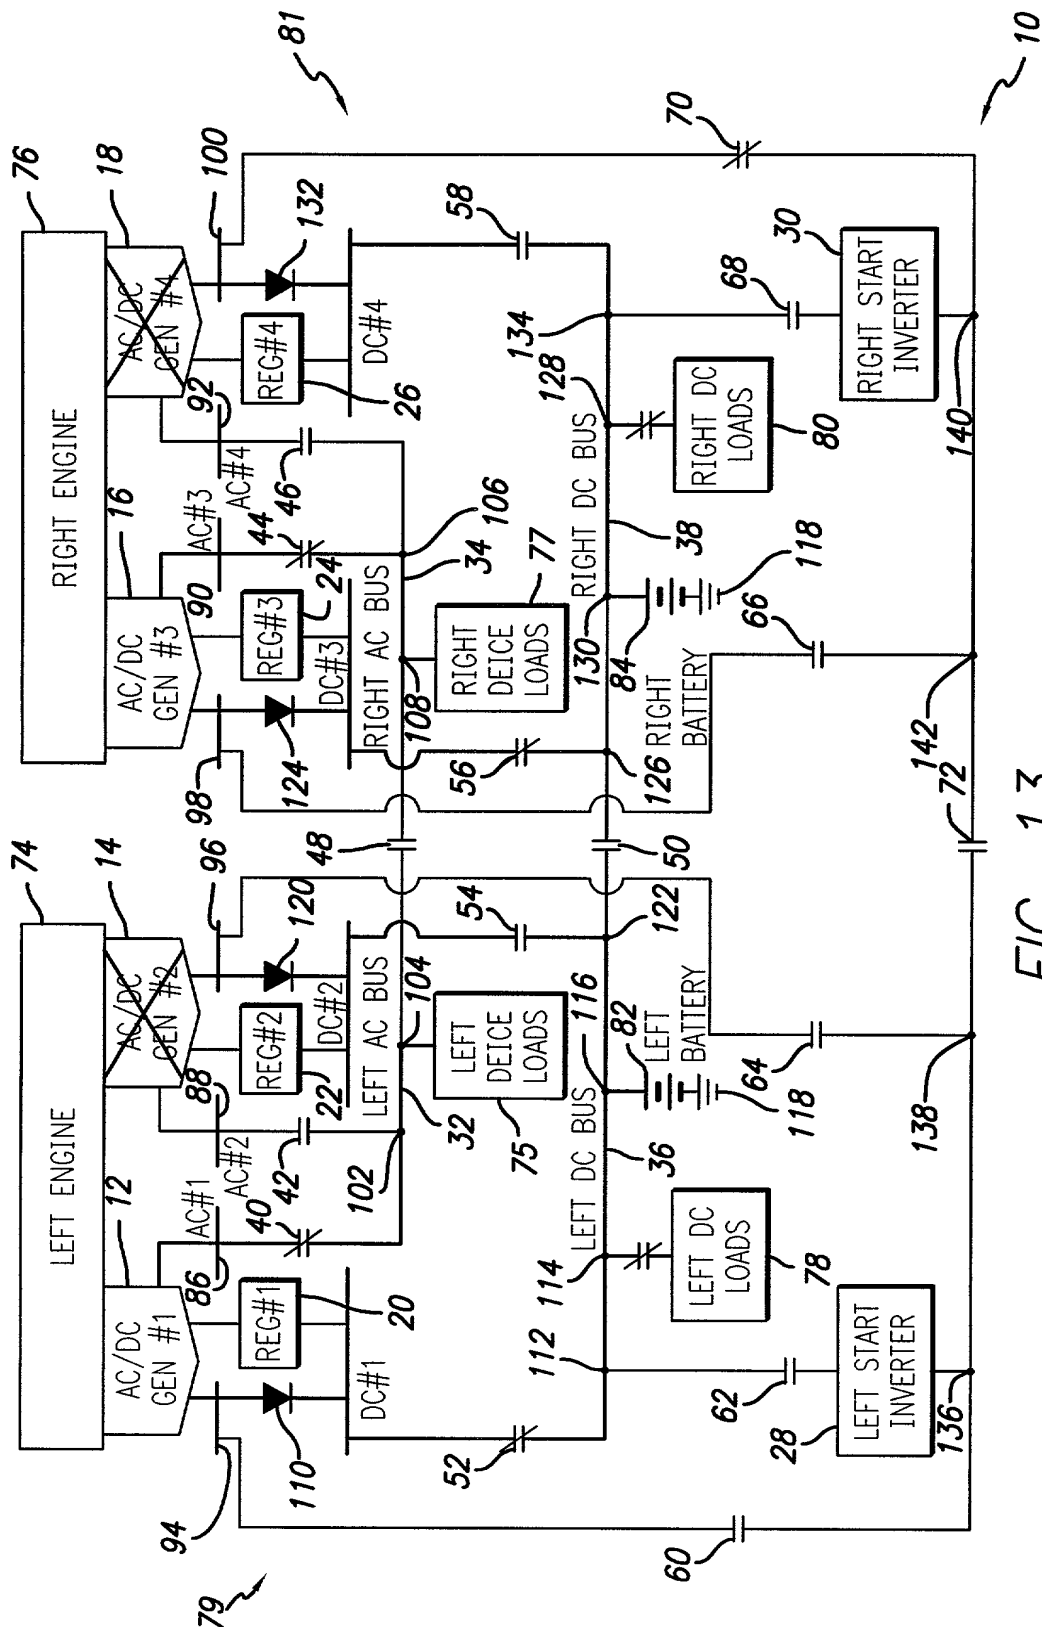 79
81
10
74
LEFT ENGINE
76
RIGHT ENGINE
12
AC/DC
GEN #1
14
AC/DC
GEN #2
16
AC/DC
GEN #3
18
AC/DC
GEN #4
94
86
AC#1
88
AC#2
96
98
90
AC#3
92
AC#4
100
110
REG#1
20
40
42
REG#2
22
120
124
REG#3
24
44
46
REG#4
26
132
DC#1
DC#2
DC#3
DC#4
102
32
LEFT AC BUS
104
48
RIGHT AC BUS
108
34
106
LEFT
DEICE
LOADS
75
RIGHT
DEICE
LOADS
77
52
54
56
58
112
114
LEFT DC BUS
36
116
122
50
126
130
RIGHT DC BUS
38
128
134
LEFT DC
LOADS
78
82
LEFT
BATTERY
118
RIGHT
BATTERY
84
118
RIGHT DC
LOADS
80
60
62
64
66
68
70
28
LEFT START
INVERTER
30
RIGHT START
INVERTER
136
138
72
142
140
FIG. 13